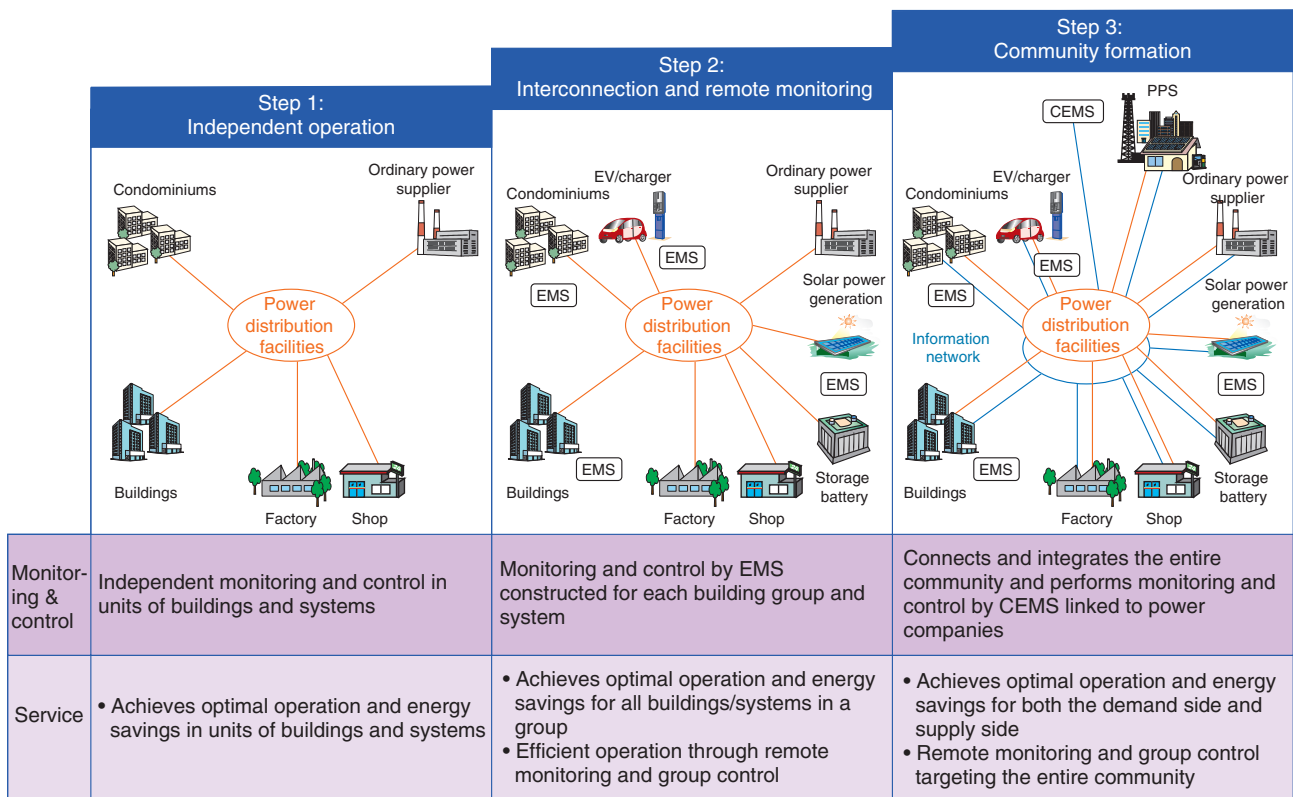 Step 1:
Independent operation
Condominiums
Ordinary power
supplier
Power
distribution
facilities
Buildings
Factory
Shop
Step 2:
Interconnection and remote monitoring
Condominiums
EV/charger
Ordinary power
supplier
EMS
Solar power
generation
EMS
Power
distribution
facilities
EMS
EMS
Buildings
Factory
Shop
Storage
battery
Step 3:
Community formation
CEMS
PPS
Condominiums
EV/charger
Ordinary power
supplier
EMS
Solar power
generation
EMS
Information
network
Power
distribution
facilities
EMS
EMS
Buildings
Factory
Shop
Storage
battery
Monitor-
ing &
control
Independent monitoring and control in
units of buildings and systems
Monitoring and control by EMS
constructed for each building group and
system
Connects and integrates the entire
community and performs monitoring and
control by CEMS linked to power
companies
Service
• Achieves optimal operation and energy
savings in units of buildings and systems
• Achieves optimal operation and energy
savings for all buildings/systems in a
group
• Efficient operation through remote
monitoring and group control
• Achieves optimal operation and energy
savings for both the demand side and
supply side
• Remote monitoring and group control
targeting the entire community